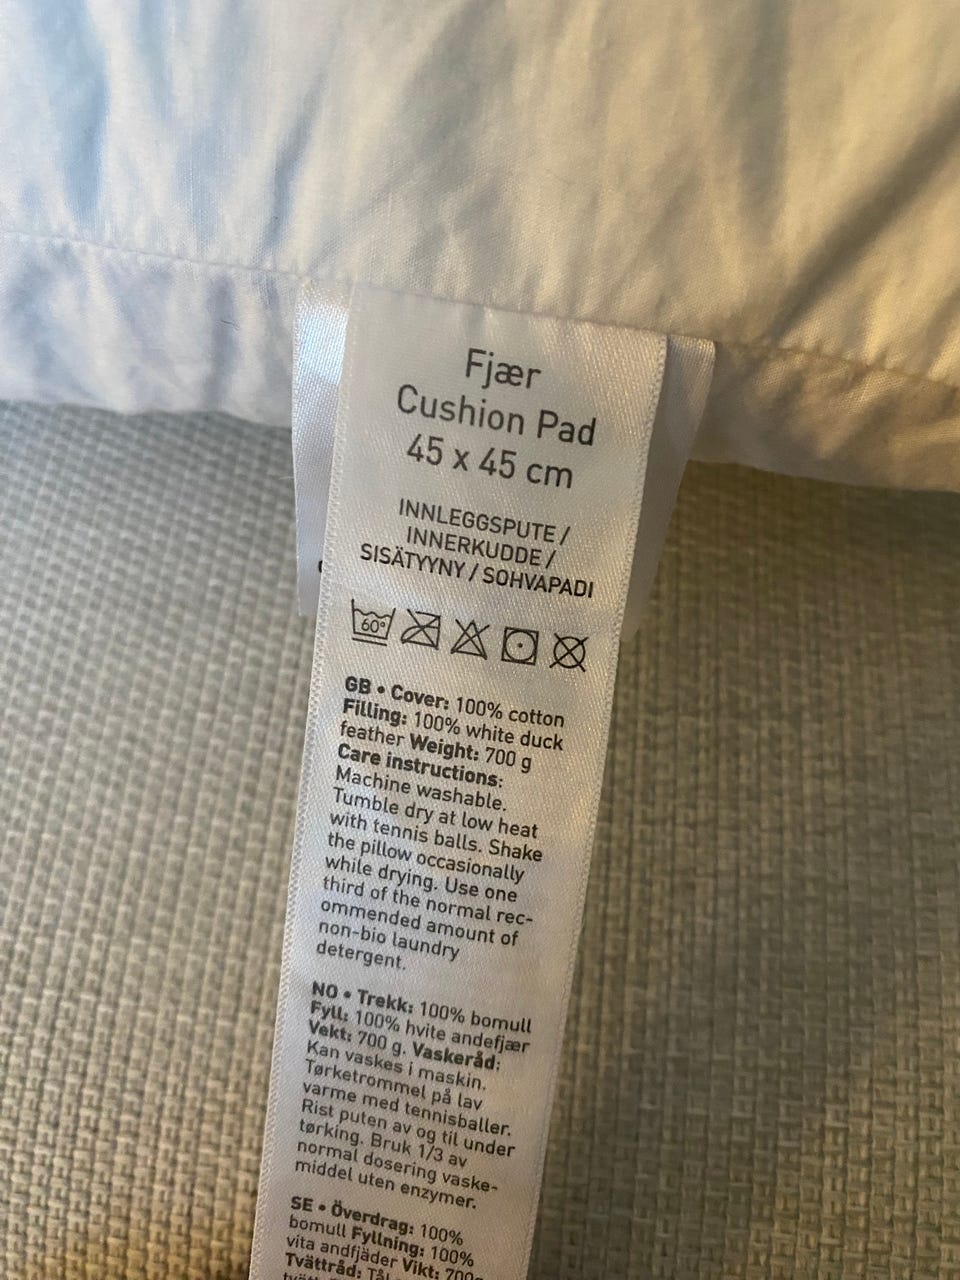 Fjær
Cushion Pad
45 x 45 cm
INNLEGGSPUTE /
INNERKUDDE /
SISÄTYYNY / SOHVAPADI
60°
GB • Cover: 100% cotton
Filling: 100% white duck
feather Weight: 700 g
Care instructions:
Machine washable.
Tumble dry at low heat
with tennis balls. Shake
the pillow occasionally
while drying. Use one
third of the normal rec-
ommended amount of
non-bio laundry
detergent.
NO • Trekk: 100% bomull
Fyll: 100% hvite andefjær
Vekt: 700 g. Vaskeråd:
Kan vaskes i maskin.
Tørketrommel på lav
varme med tennisballer.
Rist puten av og til under
tørking. Bruk 1/3 av
normal dosering vaske-
middel uten enzymer.
SE • Överdrag: 100%
bomull Fyllning: 100%
vita andfjäder Vikt: 700g
Tvättråd: